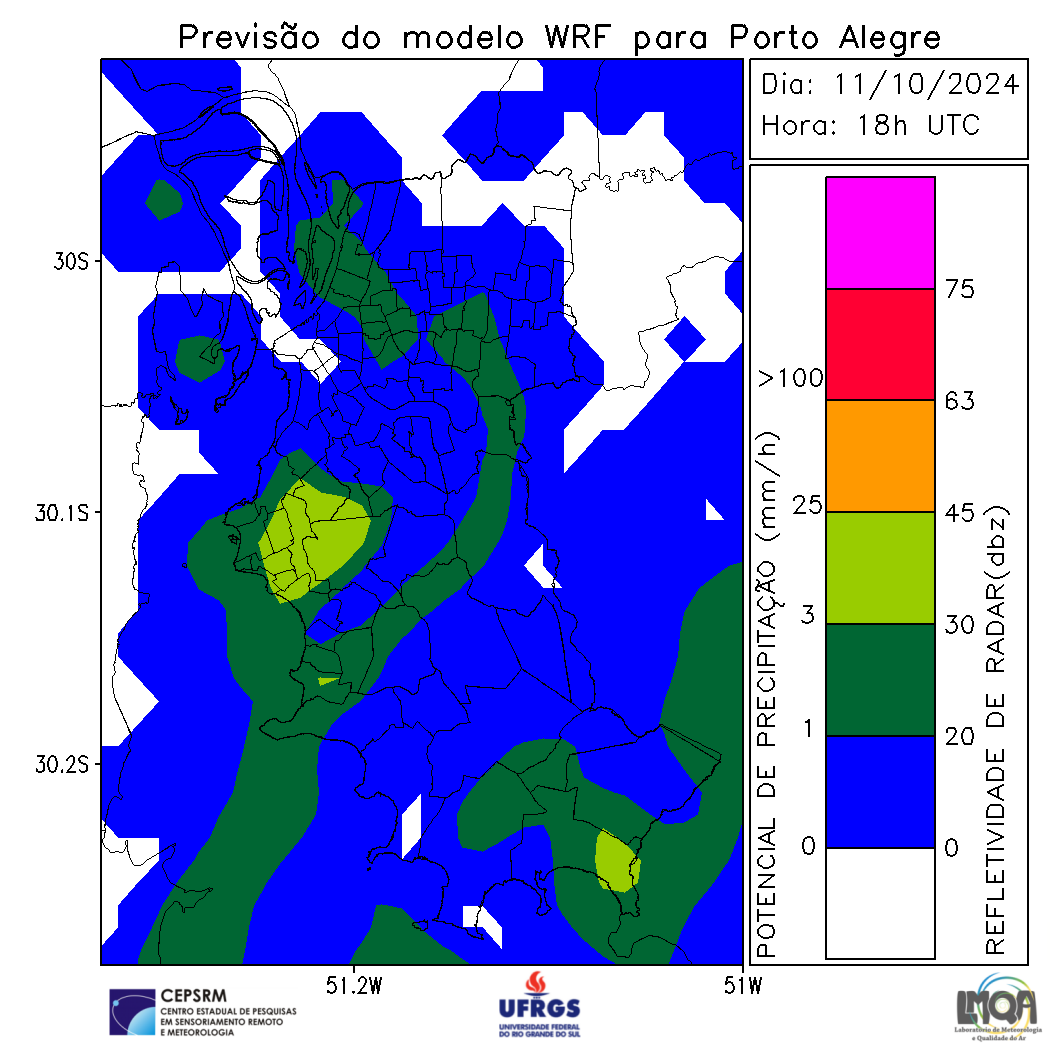 Previsão do modelo WRF para Porto Alegre
Dia: 11/10/2024
Hora: 18h UTC
30S
30.1S
30.2S
51.2W
51W
POTENCIAL DE PRECIPITAÇÃO (mm/h)
>100
25
3
1
0
75
63
45
30
20
0
REFLETIVIDADE DE RADAR(dbz)
CEPSRM
CENTRO ESTADUAL DE PESQUISAS
EM SENSORIAMENTO REMOTO
E METEOROLOGIA
UFRGS
UNIVERSIDADE FEDERAL
DO RIO GRANDE DO SUL
LMQA
Laboratório de Meteorologia
e Qualidade do Ar